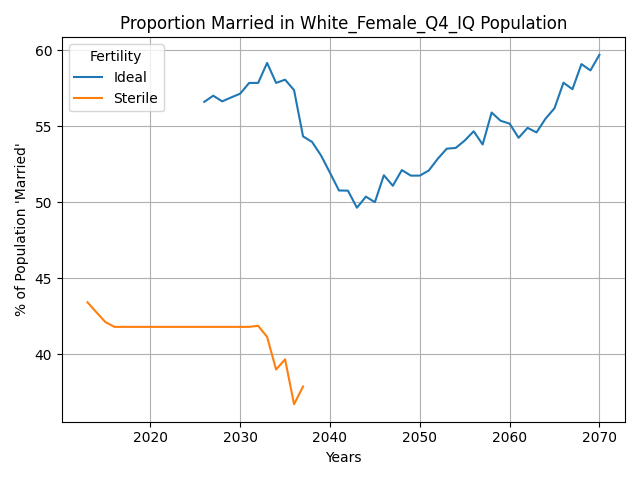 Proportion Married in White_Female_Q4_IQ Population
Fertility
Ideal
Sterile
% of Population 'Married'
60
55
50
45
40
2020
2030
2040
2050
2060
2070
Years